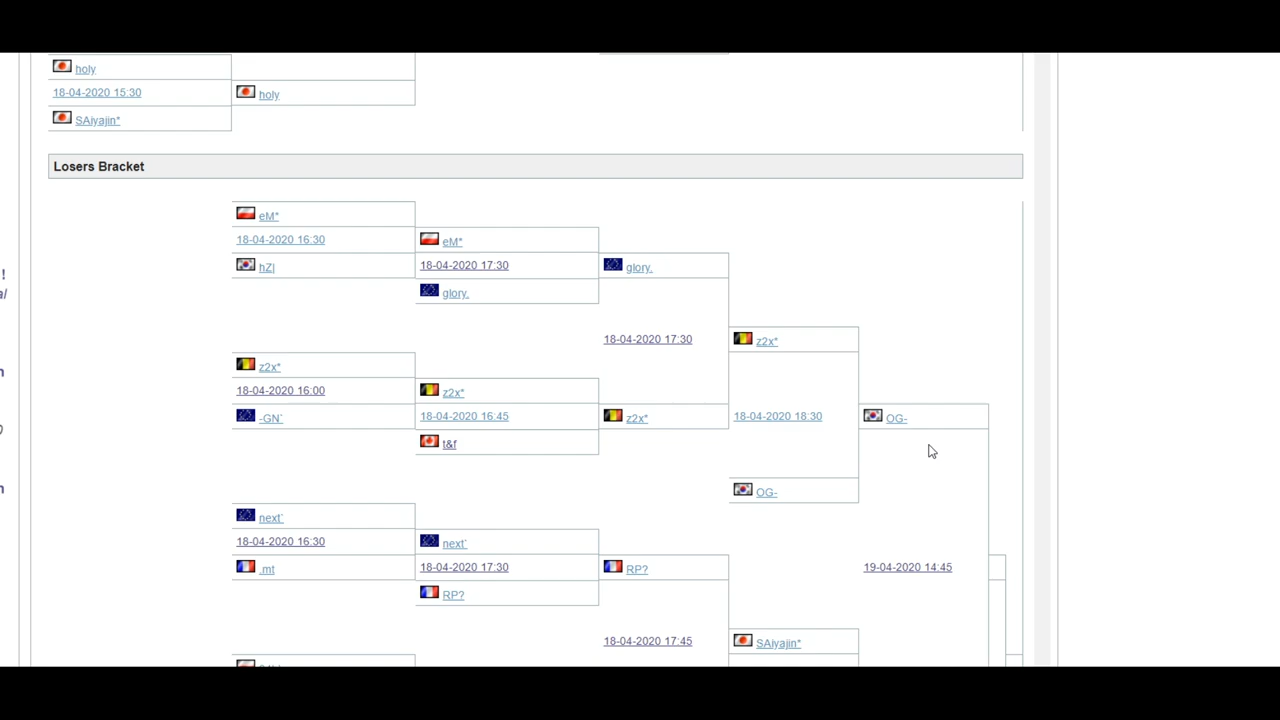 holy
18-04-2020 15:30
holy
SAiyajin*
Losers Bracket
eM*
18-04-2020 16:30
eM*
hZ|
18-04-2020 17:30
glory.
!
glory.
18-04-2020 17:30
z2x*
z2x*
18-04-2020 16:00
z2x*
-GN`
18-04-2020 16:45
z2x*
18-04-2020 18:30
OG-
t&f
OG-
next`
18-04-2020 16:30
next`
.mt
18-04-2020 17:30
RP?
19-04-2020 14:45
RP?
18-04-2020 17:45
SAiyajin*